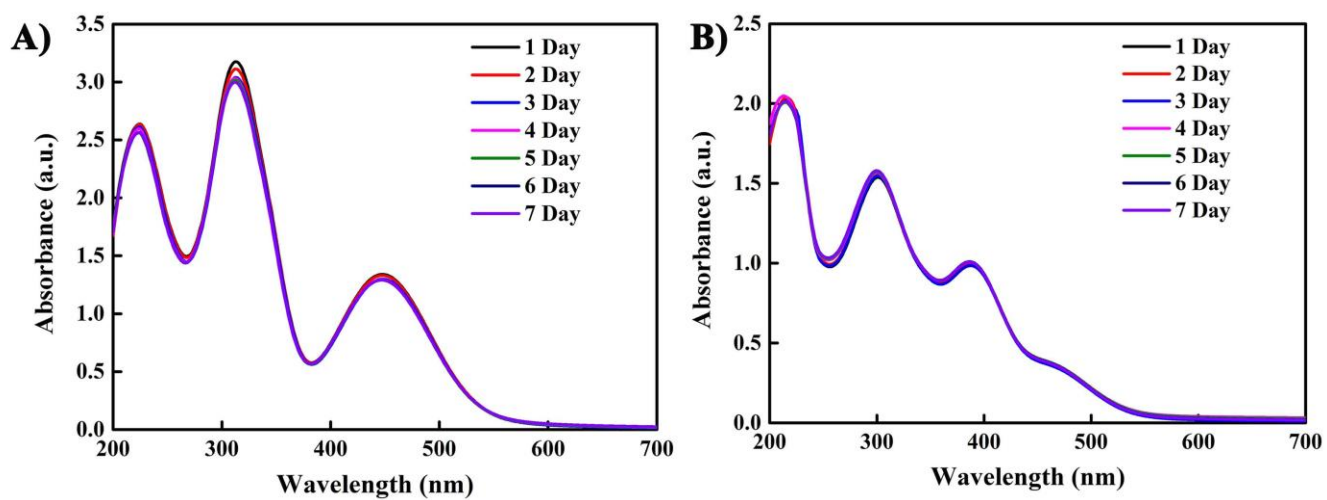 A)
3.5
3.0
2.5
2.0
1.5
1.0
0.5
0.0
Absorbance (a.u.)
1 Day
2 Day
3 Day
4 Day
5 Day
6 Day
7 Day
200 300 400 500 600 700
Wavelength (nm)
B)
2.5
2.0
1.5
1.0
0.5
0.0
Absorbance (a.u.)
1 Day
2 Day
3 Day
4 Day
5 Day
6 Day
7 Day
200 300 400 500 600 700
Wavelength (nm)